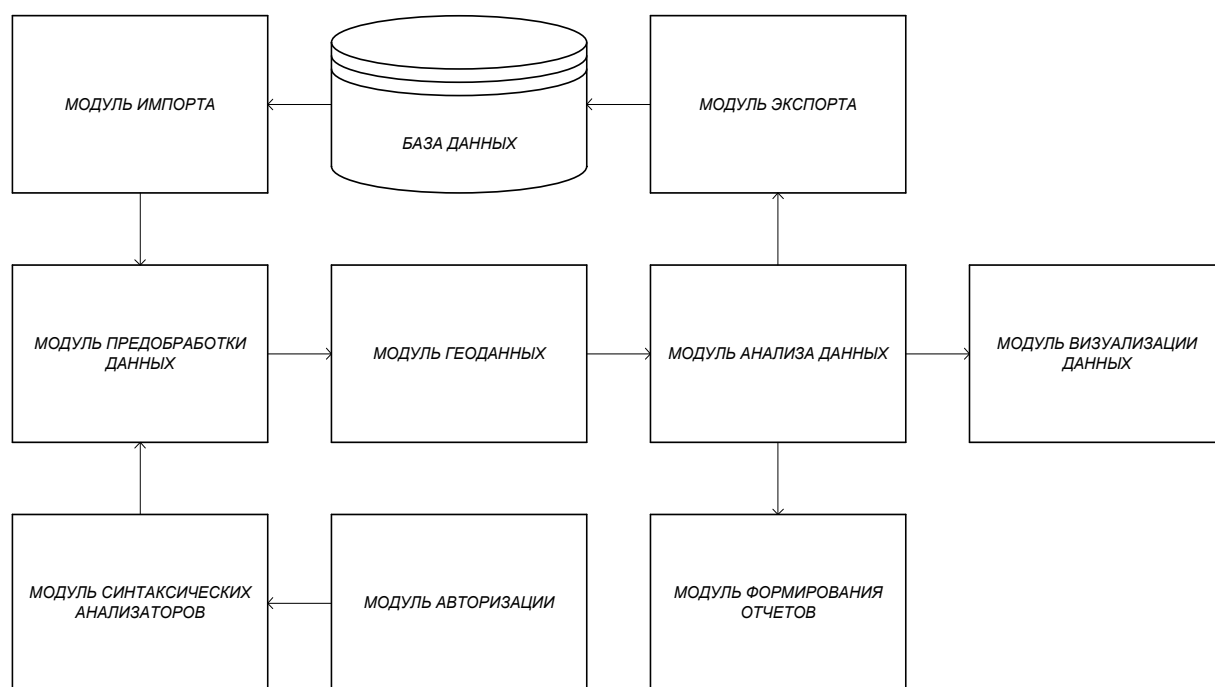 МОДУЛЬ ИМПОРТА
БАЗА ДАННЫХ
МОДУЛЬ ЭКСПОРТА
МОДУЛЬ ПРЕДОБРАБОТКИ
ДАННЫХ
МОДУЛЬ ГЕОДАННЫХ
МОДУЛЬ АНАЛИЗА ДАННЫХ
МОДУЛЬ ВИЗУАЛИЗАЦИИ
ДАННЫХ
МОДУЛЬ СИНТАКСИЧЕСКИХ
АНАЛИЗАТОРОВ
МОДУЛЬ АВТОРИЗАЦИИ
МОДУЛЬ ФОРМИРОВАНИЯ
ОТЧЕТОВ